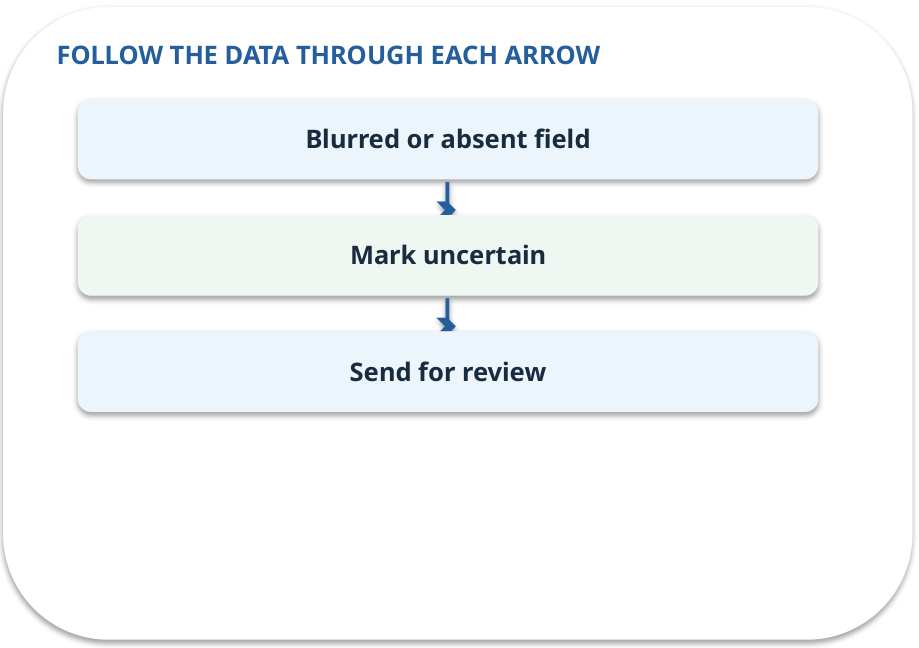 FOLLOW THE DATA THROUGH EACH ARROW
Blurred or absent field
Mark uncertain
Send for review